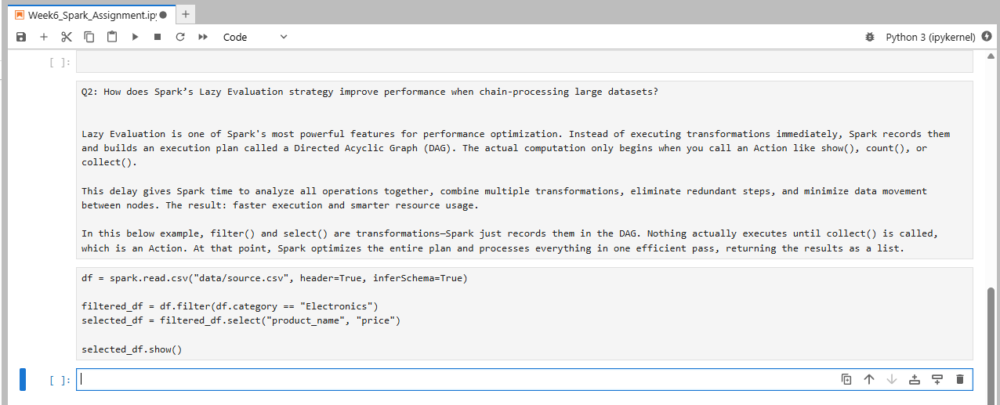 Week6_Spark_Assignment.ipy
Code
Python 3 (ipykernel)
[ ]:
Q2: How does Spark’s Lazy Evaluation strategy improve performance when chain-processing large datasets?
Lazy Evaluation is one of Spark's most powerful features for performance optimization. Instead of executing transformations immediately, Spark records them
and builds an execution plan called a Directed Acyclic Graph (DAG). The actual computation only begins when you call an Action like show(), count(), or
collect().
This delay gives Spark time to analyze all operations together, combine multiple transformations, eliminate redundant steps, and minimize data movement
between nodes. The result: faster execution and smarter resource usage.
In this below example, filter() and select() are transformations—Spark just records them in the DAG. Nothing actually executes until collect() is called,
which is an Action. At that point, Spark optimizes the entire plan and processes everything in one efficient pass, returning the results as a list.
df = spark.read.csv("data/source.csv", header=True, inferSchema=True)
filtered_df = df.filter(df.category == "Electronics")
selected_df = filtered_df.select("product_name", "price")
selected_df.show()
[ ]: